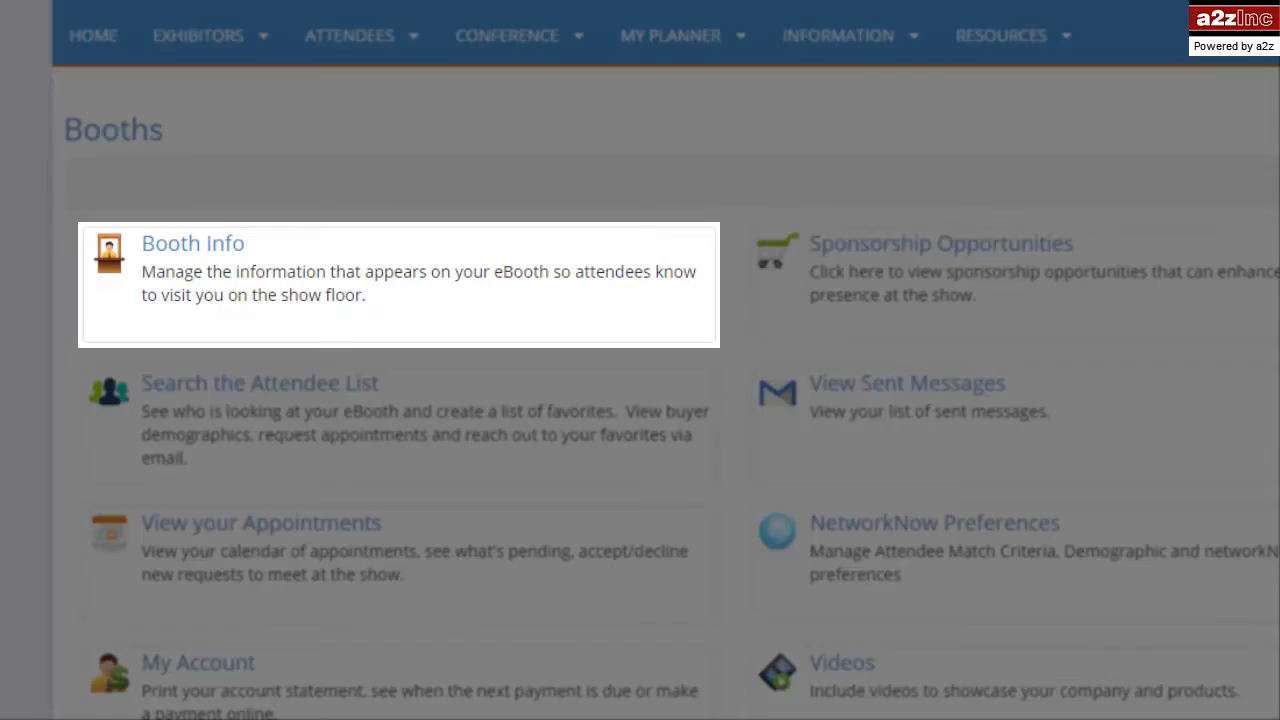 a2zInc
Powered by a2z
HOME EXHIBITORS ATTENDEES CONFERENCE MY PLANNER INFORMATION RESOURCES
Booths
Booth Info
Manage the information that appears on your eBooth so attendees know
to visit you on the show floor.
Sponsorship Opportunities
Click here to view sponsorship opportunities that can enhance
presence at the show.
Search the Attendee List
See who is looking at your eBooth and create a list of favorites. View buyer
demographics, request appointments and reach out to your favorites via
email.
View Sent Messages
View your list of sent messages.
View your Appointments
View your calendar of appointments, see what's pending, accept/decline
new requests to meet at the show.
NetworkNow Preferences
Manage Attendee Match Criteria, Demographic and networkN
preferences
My Account
Print your account statement, see when the next payment is due or make
a payment online.
Videos
Include videos to showcase your company and products.